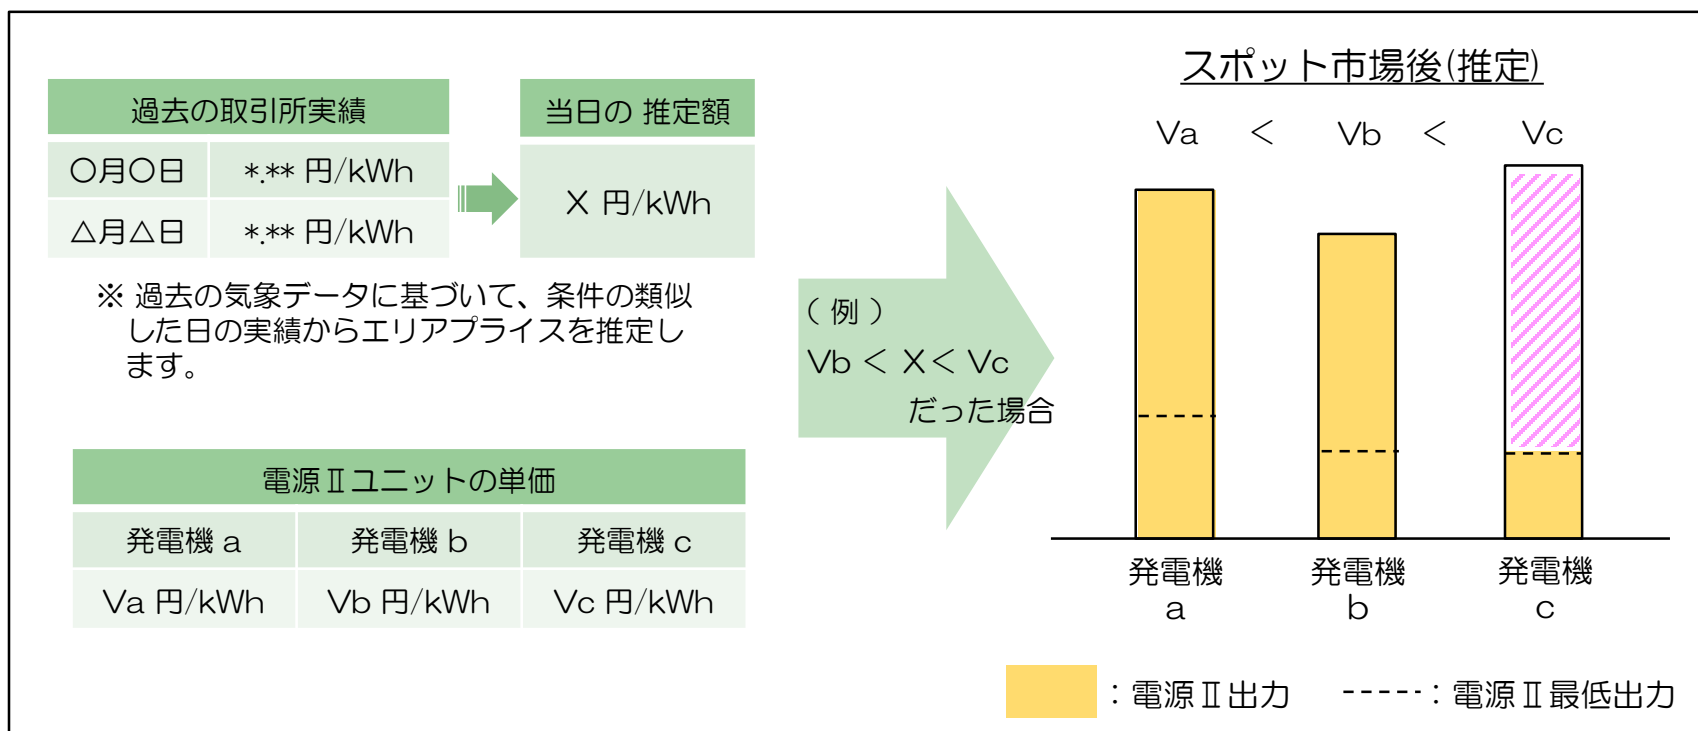 過去の取引所実績
〇月〇日 *.** 円/kWh
△月△日 *.** 円/kWh
当日の 推定額
X 円/kWh
※ 過去の気象データに基づいて、条件の類似
した日の実績からエリアプライスを推定し
ます。
電源Ⅱユニットの単価
発電機 a 発電機 b 発電機 c
Va 円/kWh Vb 円/kWh Vc 円/kWh
（ 例 ）
Vb ＜ X＜ Vc
だった場合
スポット市場後(推定)
Va ＜ Vb ＜ Vc
発電機 発電機 発電機
a b c
：電源Ⅱ出力 ：電源Ⅱ最低出力